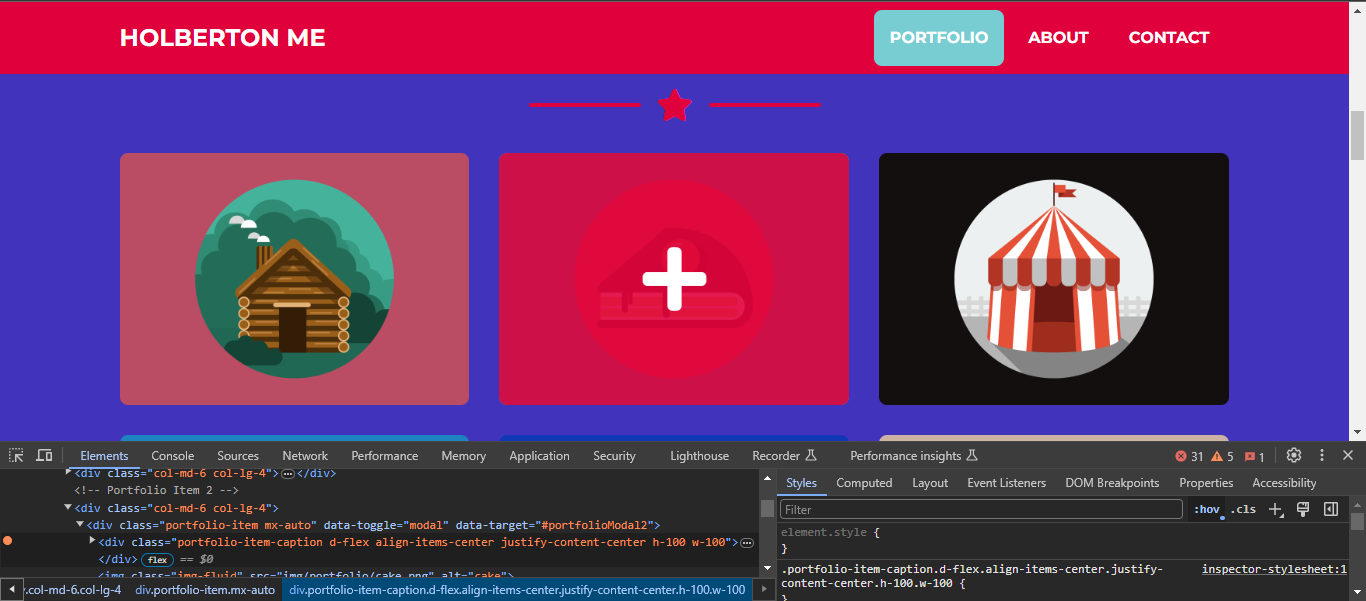 HOLBERTON ME
PORTFOLIO ABOUT CONTACT
Elements Console Sources Network Performance Memory Application Security Lighthouse Recorder Performance insights 31 5 1
<div class="col-md-6 col-lg-4"> </div>
<!-- Portfolio Item 2 -->
<div class="col-md-6 col-lg-4">
<div class="portfolio-item mx-auto" data-toggle="modal" data-target="#portfolioModal2">
<div class="portfolio-item-caption d-flex align-items-center justify-content-center h-100 w-100">
</div> flex == $0
<img class="img-fluid" src="img/portfolio/cake.png" alt="cake">
.col-md-6.col-lg-4 div.portfolio-item.mx-auto div.portfolio-item-caption.d-flex.align-items-center.justify-content-center.h-100.w-100
Styles Computed Layout Event Listeners DOM Breakpoints Properties Accessibility
Filter :hov .cls
element.style {
}
.portfolio-item-caption.d-flex.align-items-center.justify- inspector-stylesheet:1
content-center.h-100.w-100 {
}